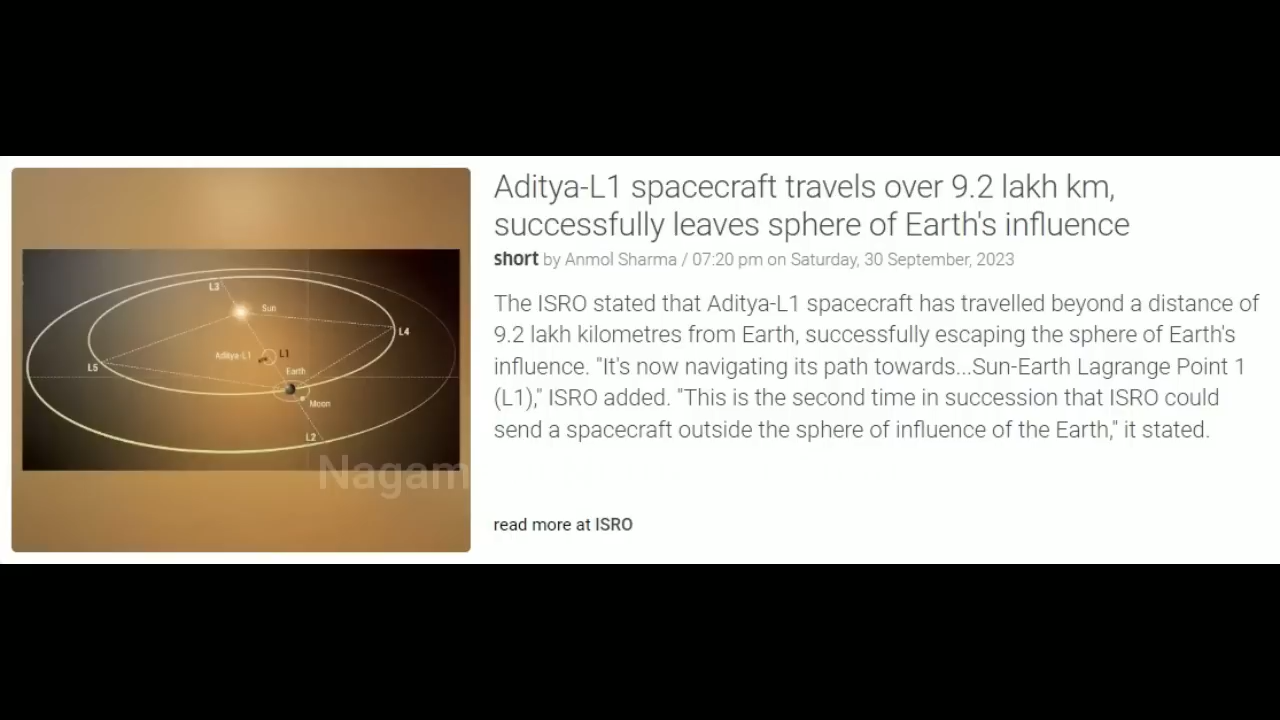 L3
Sun
L4
Aditya-L1
L1
L5
Earth
Moon
L2
Nagam
Aditya-L1 spacecraft travels over 9.2 lakh km,
successfully leaves sphere of Earth's influence
short by Anmol Sharma / 07:20 pm on Saturday, 30 September, 2023
The ISRO stated that Aditya-L1 spacecraft has travelled beyond a distance of
9.2 lakh kilometres from Earth, successfully escaping the sphere of Earth's
influence. "It's now navigating its path towards...Sun-Earth Lagrange Point 1
(L1)," ISRO added. "This is the second time in succession that ISRO could
send a spacecraft outside the sphere of influence of the Earth," it stated.
read more at ISRO